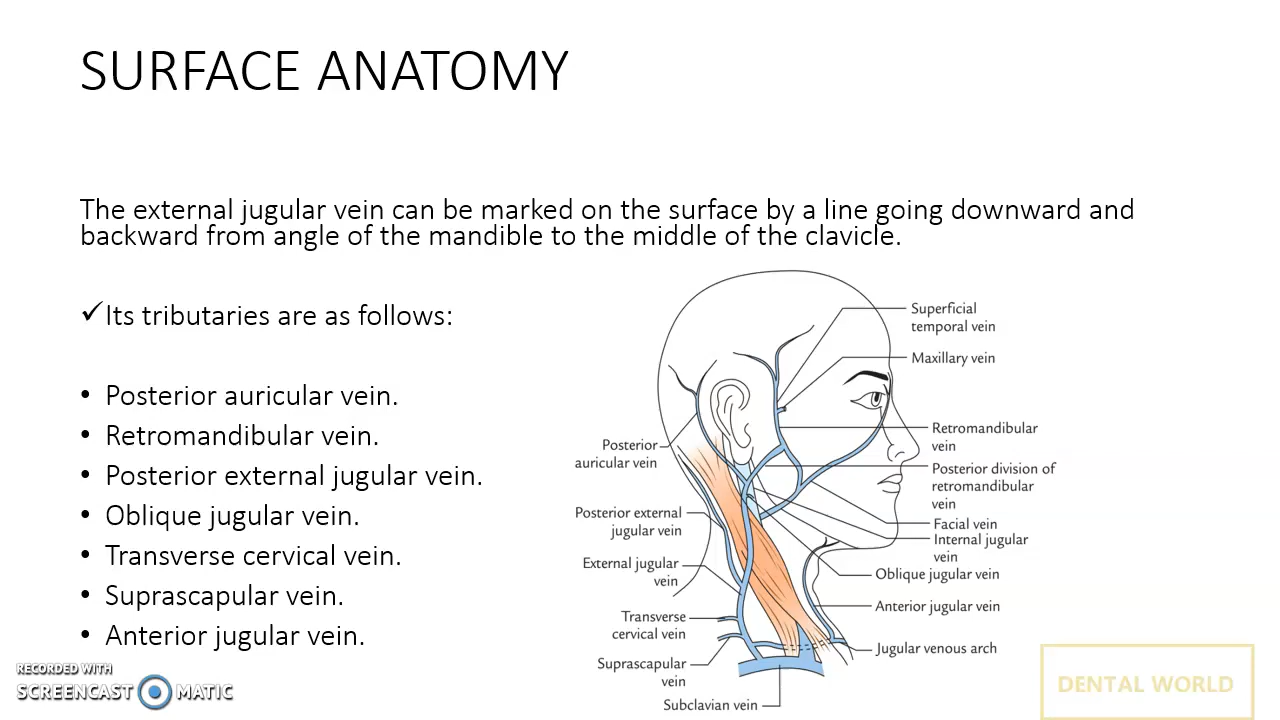 SURFACE ANATOMY
The external jugular vein can be marked on the surface by a line going downward and
backward from angle of the mandible to the middle of the clavicle.
✓Its tributaries are as follows:
• Posterior auricular vein.
• Retromandibular vein.
• Posterior external jugular vein.
• Oblique jugular vein.
• Transverse cervical vein.
• Suprascapular vein.
• Anterior jugular vein.
Superficial
temporal vein
Maxillary vein
Retromandibular
vein
Posterior division of
retromandibular
vein
Facial vein
Internal jugular
vein
Oblique jugular vein
Anterior jugular vein
Jugular venous arch
Posterior
auricular vein
Posterior external
jugular vein
External jugular
vein
Transverse
cervical vein
Suprascapular
vein
Subclavian vein
RECORDED WITH
SCREENCAST MATIC
DENTAL WORLD